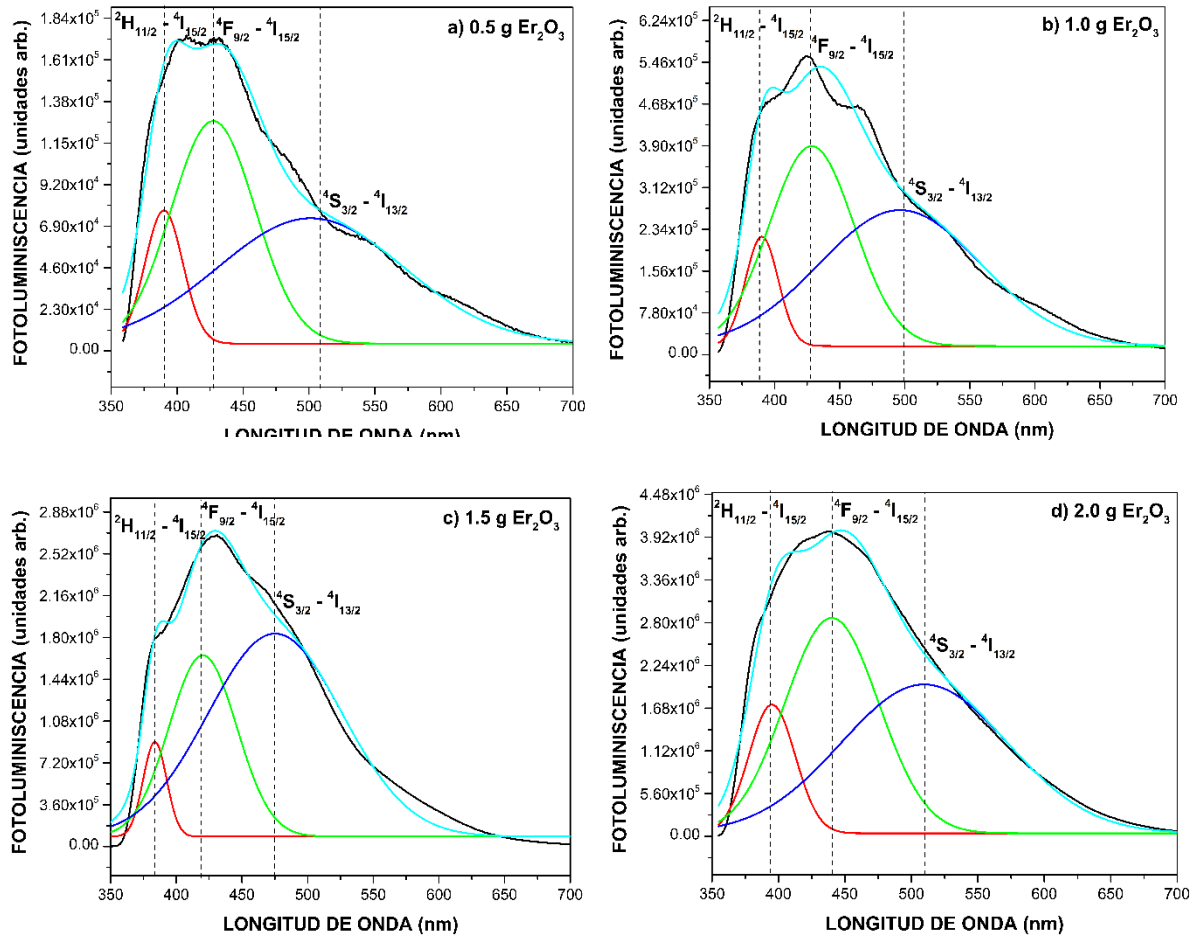 a) 0.5 g Er₂O₃
²H₁₁/₂ - ⁴I₁₅/₂
⁴F₉/₂ - ⁴I₁₅/₂
⁴S₃/₂ - ⁴I₁₃/₂
FOTOLUMINISCENCIA (unidades arb.)
1.84x10⁵
1.61x10⁵
1.38x10⁵
1.15x10⁵
9.20x10⁴
6.90x10⁴
4.60x10⁴
2.30x10⁴
0.00
350 400 450 500 550 600 650 700
LONGITUD DE ONDA (nm)
b) 1.0 g Er₂O₃
²H₁₁/₂ - ⁴I₁₅/₂
⁴F₉/₂ - ⁴I₁₅/₂
⁴S₃/₂ - ⁴I₁₃/₂
FOTOLUMINISCENCIA (unidades arb.)
6.24x10⁵
5.46x10⁵
4.68x10⁵
3.90x10⁵
3.12x10⁵
2.34x10⁵
1.56x10⁵
7.80x10⁴
0.00
350 400 450 500 550 600 650 700
LONGITUD DE ONDA (nm)
c) 1.5 g Er₂O₃
²H₁₁/₂ - ⁴I₁₅/₂
⁴F₉/₂ - ⁴I₁₅/₂
⁴S₃/₂ - ⁴I₁₃/₂
FOTOLUMINISCENCIA (unidades arb.)
2.88x10⁶
2.52x10⁶
2.16x10⁶
1.80x10⁶
1.44x10⁶
1.08x10⁶
7.20x10⁵
3.60x10⁵
0.00
350 400 450 500 550 600 650 700
LONGITUD DE ONDA (nm)
d) 2.0 g Er₂O₃
²H₁₁/₂ - ⁴I₁₅/₂
⁴F₉/₂ - ⁴I₁₅/₂
⁴S₃/₂ - ⁴I₁₃/₂
FOTOLUMINISCENCIA (unidades arb.)
4.48x10⁶
3.92x10⁶
3.36x10⁶
2.80x10⁶
2.24x10⁶
1.68x10⁶
1.12x10⁶
5.60x10⁵
0.00
350 400 450 500 550 600 650 700
LONGITUD DE ONDA (nm)